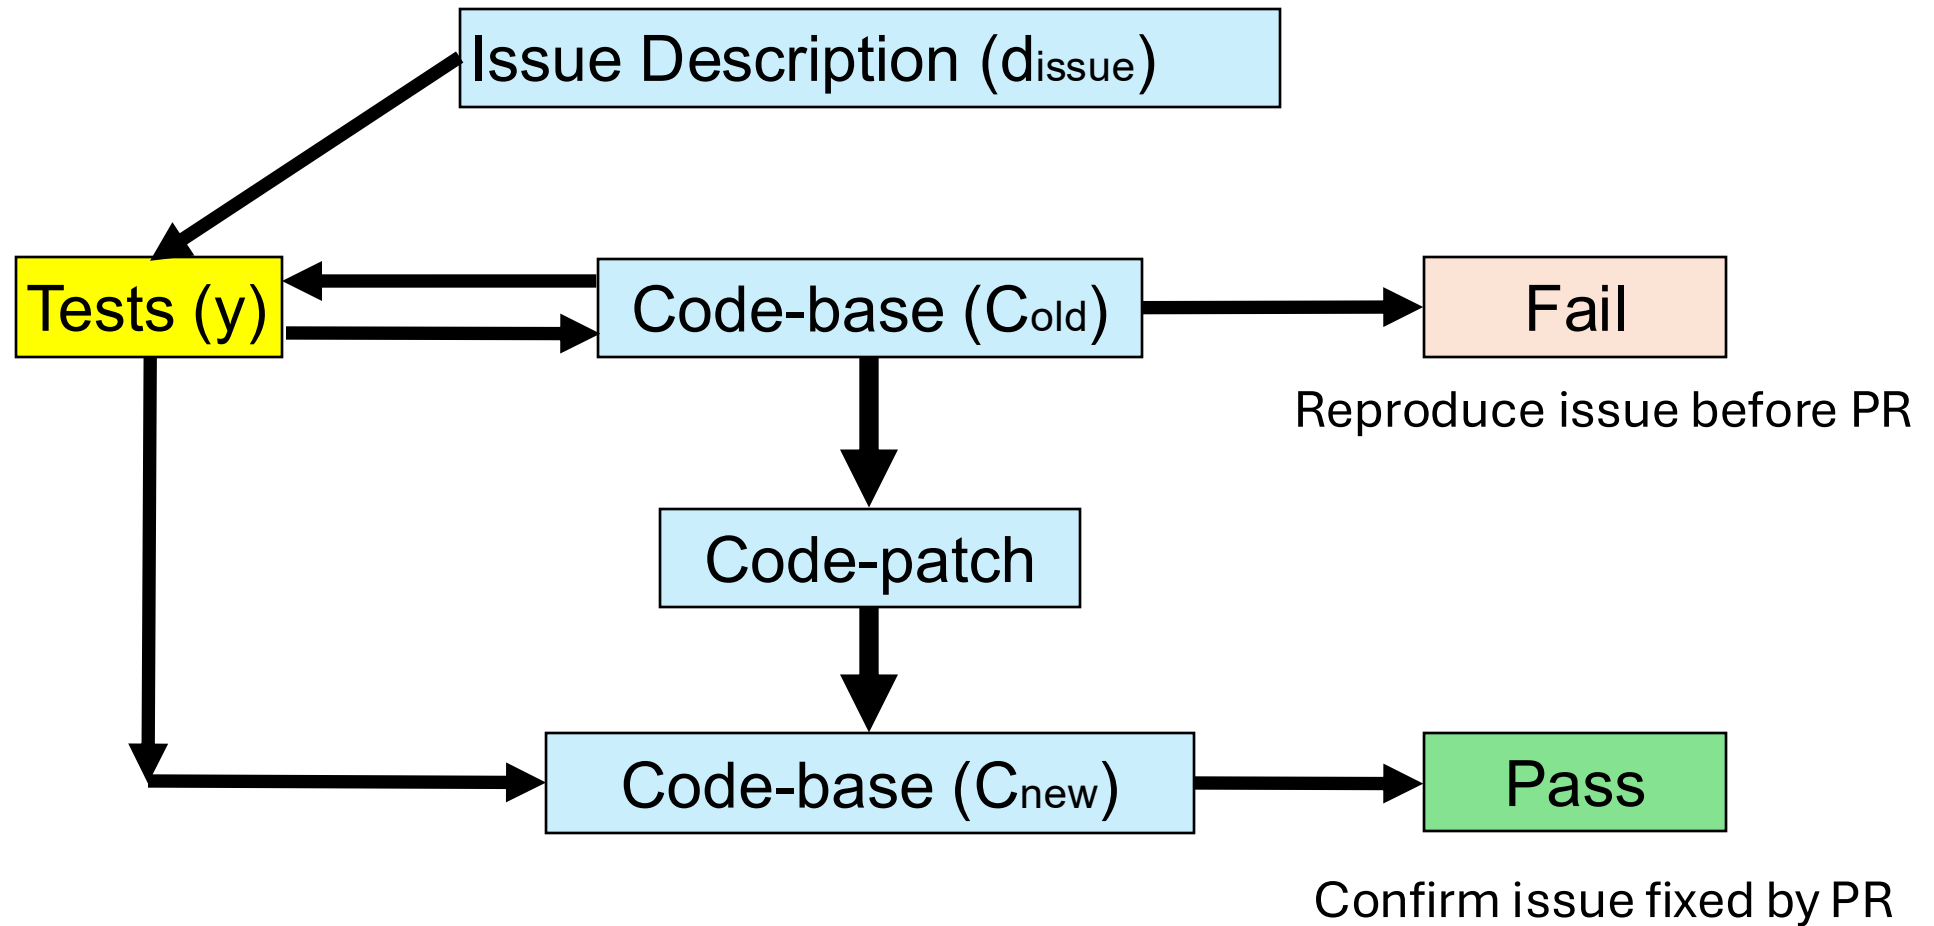 Issue Description (dissue)
Tests (y)
Code-base (Cold)
Fail
Reproduce issue before PR
Code-patch
Code-base (Cnew)
Pass
Confirm issue fixed by PR